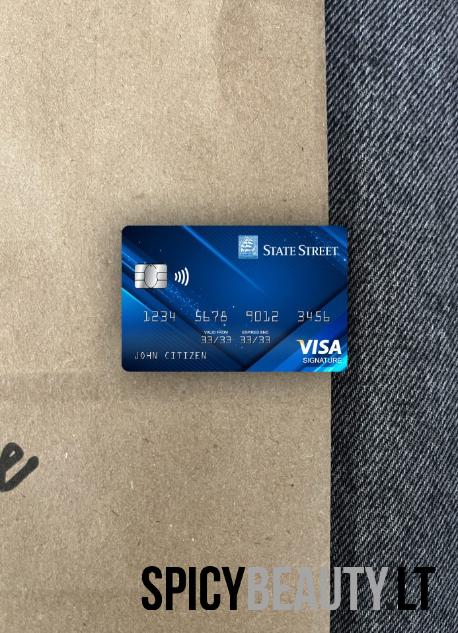 STATE STREET
1234 5678 9012 3456
VALID FROM EXPIRES END
33/33 33/33
JOHN CITIZEN
VISA
SIGNATURE
e
SPICYBEAUTY.LT